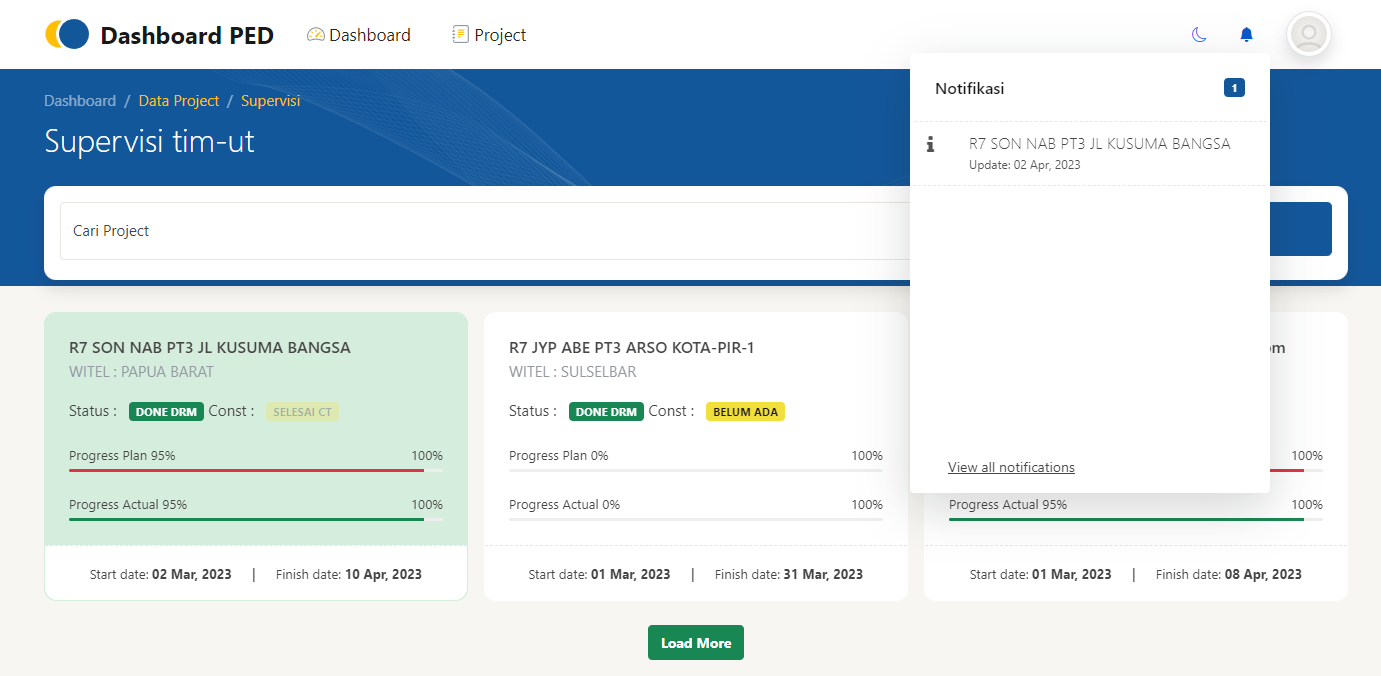 Dashboard PED
Dashboard
Project
Dashboard / Data Project / Supervisi
Supervisi tim-ut
Cari Project
Notifikasi
1
R7 SON NAB PT3 JL KUSUMA BANGSA
Update: 02 Apr, 2023
View all notifications
R7 SON NAB PT3 JL KUSUMA BANGSA
WITEL : PAPUA BARAT
Status : DONE DRM Const : SELESAI CT
Progress Plan 95% 100%
Progress Actual 95% 100%
Start date: 02 Mar, 2023 | Finish date: 10 Apr, 2023
R7 JYP ABE PT3 ARSO KOTA-PIR-1
WITEL : SULSELBAR
Status : DONE DRM Const : BELUM ADA
Progress Plan 0% 100%
Progress Actual 0% 100%
Start date: 01 Mar, 2023 | Finish date: 31 Mar, 2023
100%
Progress Actual 95% 100%
Start date: 01 Mar, 2023 | Finish date: 08 Apr, 2023
Load More